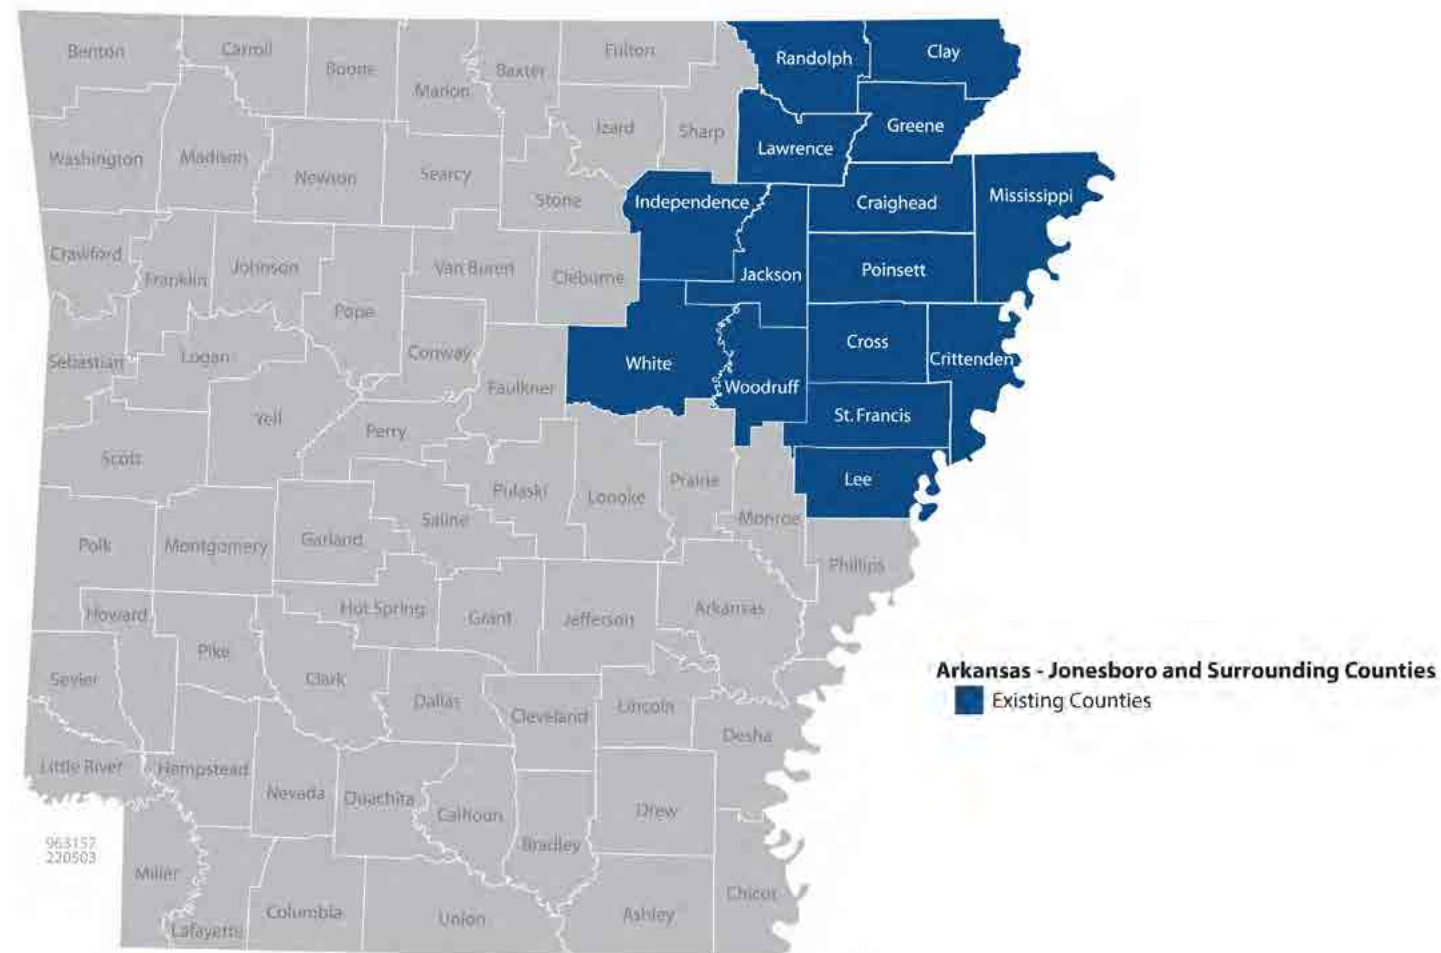 Benton
Carroll
Boone
Marion
Baxter
Fulton
Randolph
Clay
Washington
Madison
Newton
Searcy
Izard
Sharp
Lawrence
Greene
Stone
Independence
Craighead
Mississippi
Crawford
Franklin
Johnson
Van Buren
Cleburne
Jackson
Poinsett
Pope
Sebastian
Logan
Conway
Faulkner
White
Woodruff
Cross
Crittenden
Yell
Perry
St. Francis
Scott
Pulaski
Lonoke
Prairie
Lee
Polk
Montgomery
Garland
Saline
Monroe
Phillips
Howard
Hot Spring
Grant
Jefferson
Arkansas
Sevier
Pike
Clark
Dallas
Cleveland
Lincoln
Desha
Little River
Hempstead
Nevada
Ouachita
Calhoun
Bradley
Drew
Miller
Lafayette
Columbia
Union
Ashley
Chicot
963157
220503
Arkansas - Jonesboro and Surrounding Counties
Existing Counties